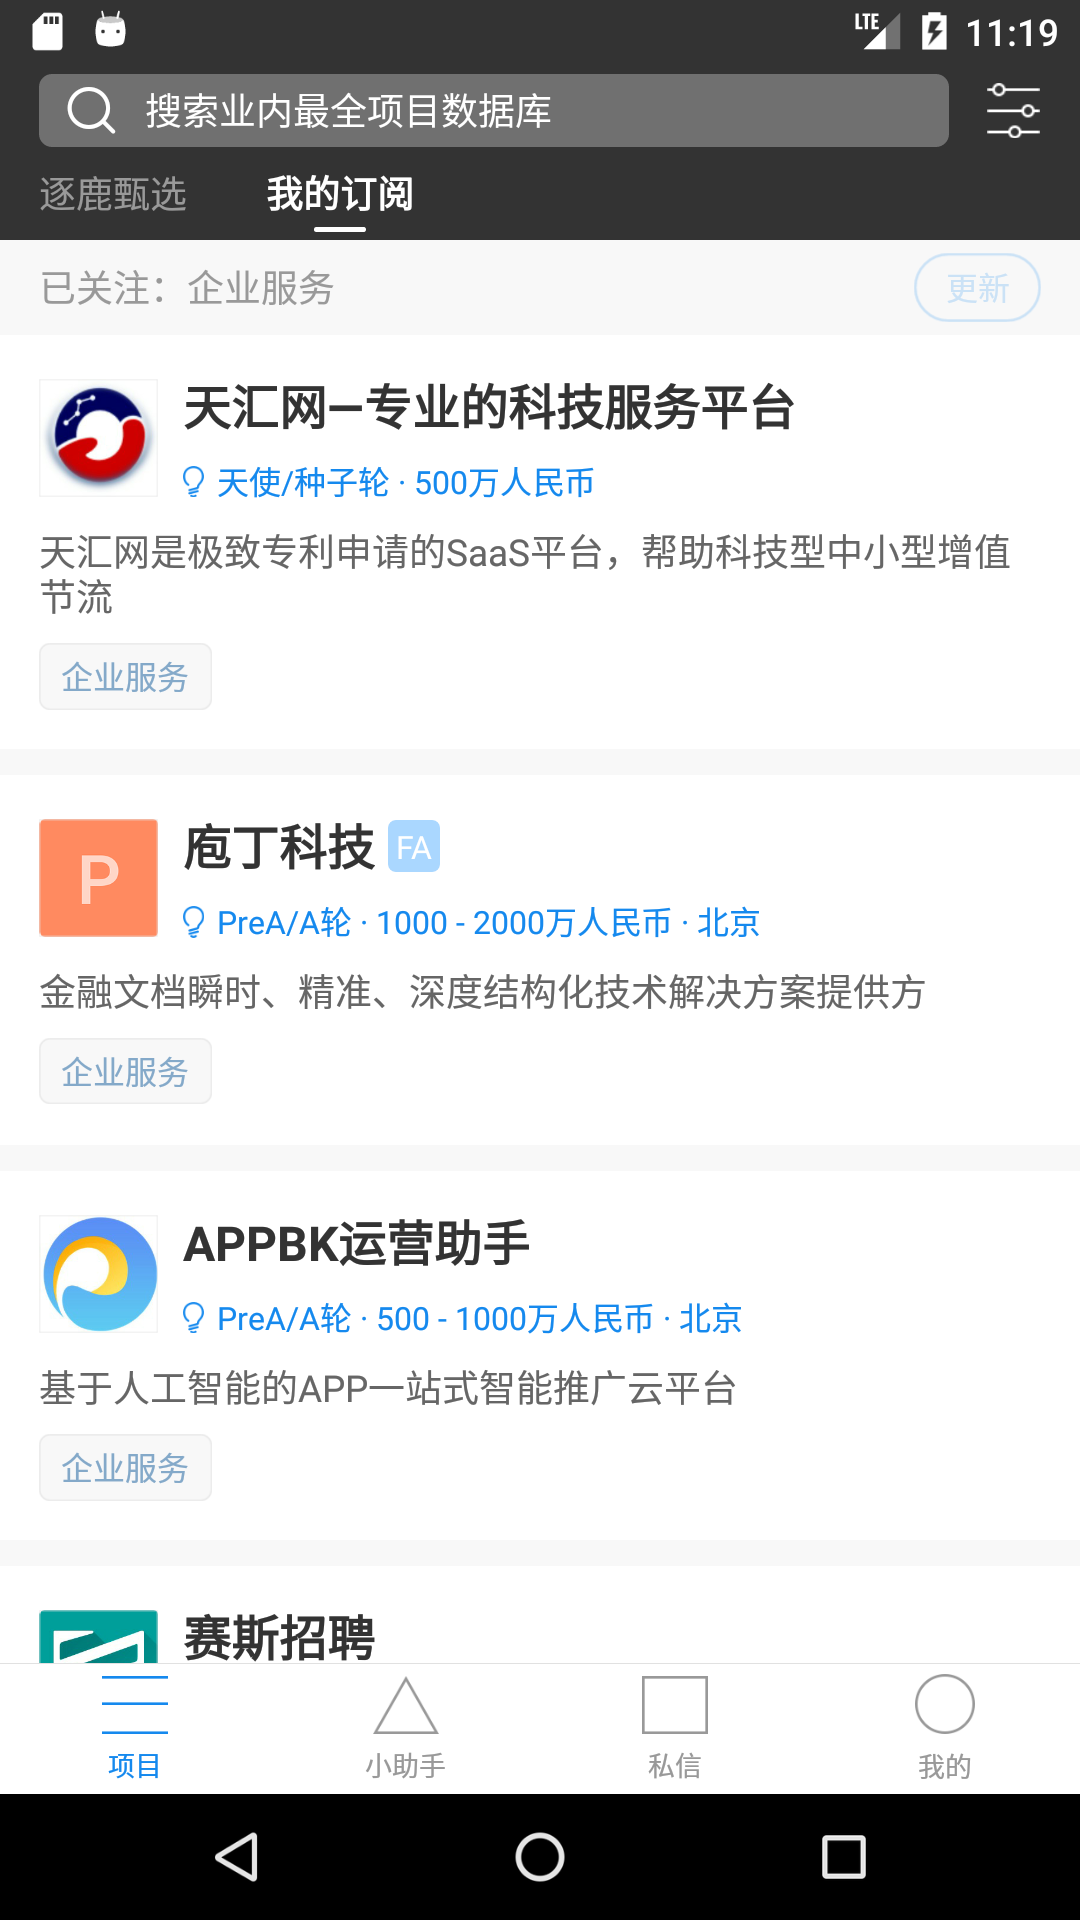 LTE 11:19
搜索业内最全项目数据库
逐鹿甄选 我的订阅
已关注：企业服务 更新
天汇网—专业的科技服务平台
天使/种子轮 · 500万人民币
天汇网是极致专利申请的SaaS平台，帮助科技型中小型增值
节流
企业服务
P
庖丁科技 FA
PreA/A轮 · 1000 - 2000万人民币 · 北京
金融文档瞬时、精准、深度结构化技术解决方案提供方
企业服务
APPBK运营助手
PreA/A轮 · 500 - 1000万人民币 · 北京
基于人工智能的APP一站式智能推广云平台
企业服务
赛斯招聘
项目 小助手 私信 我的